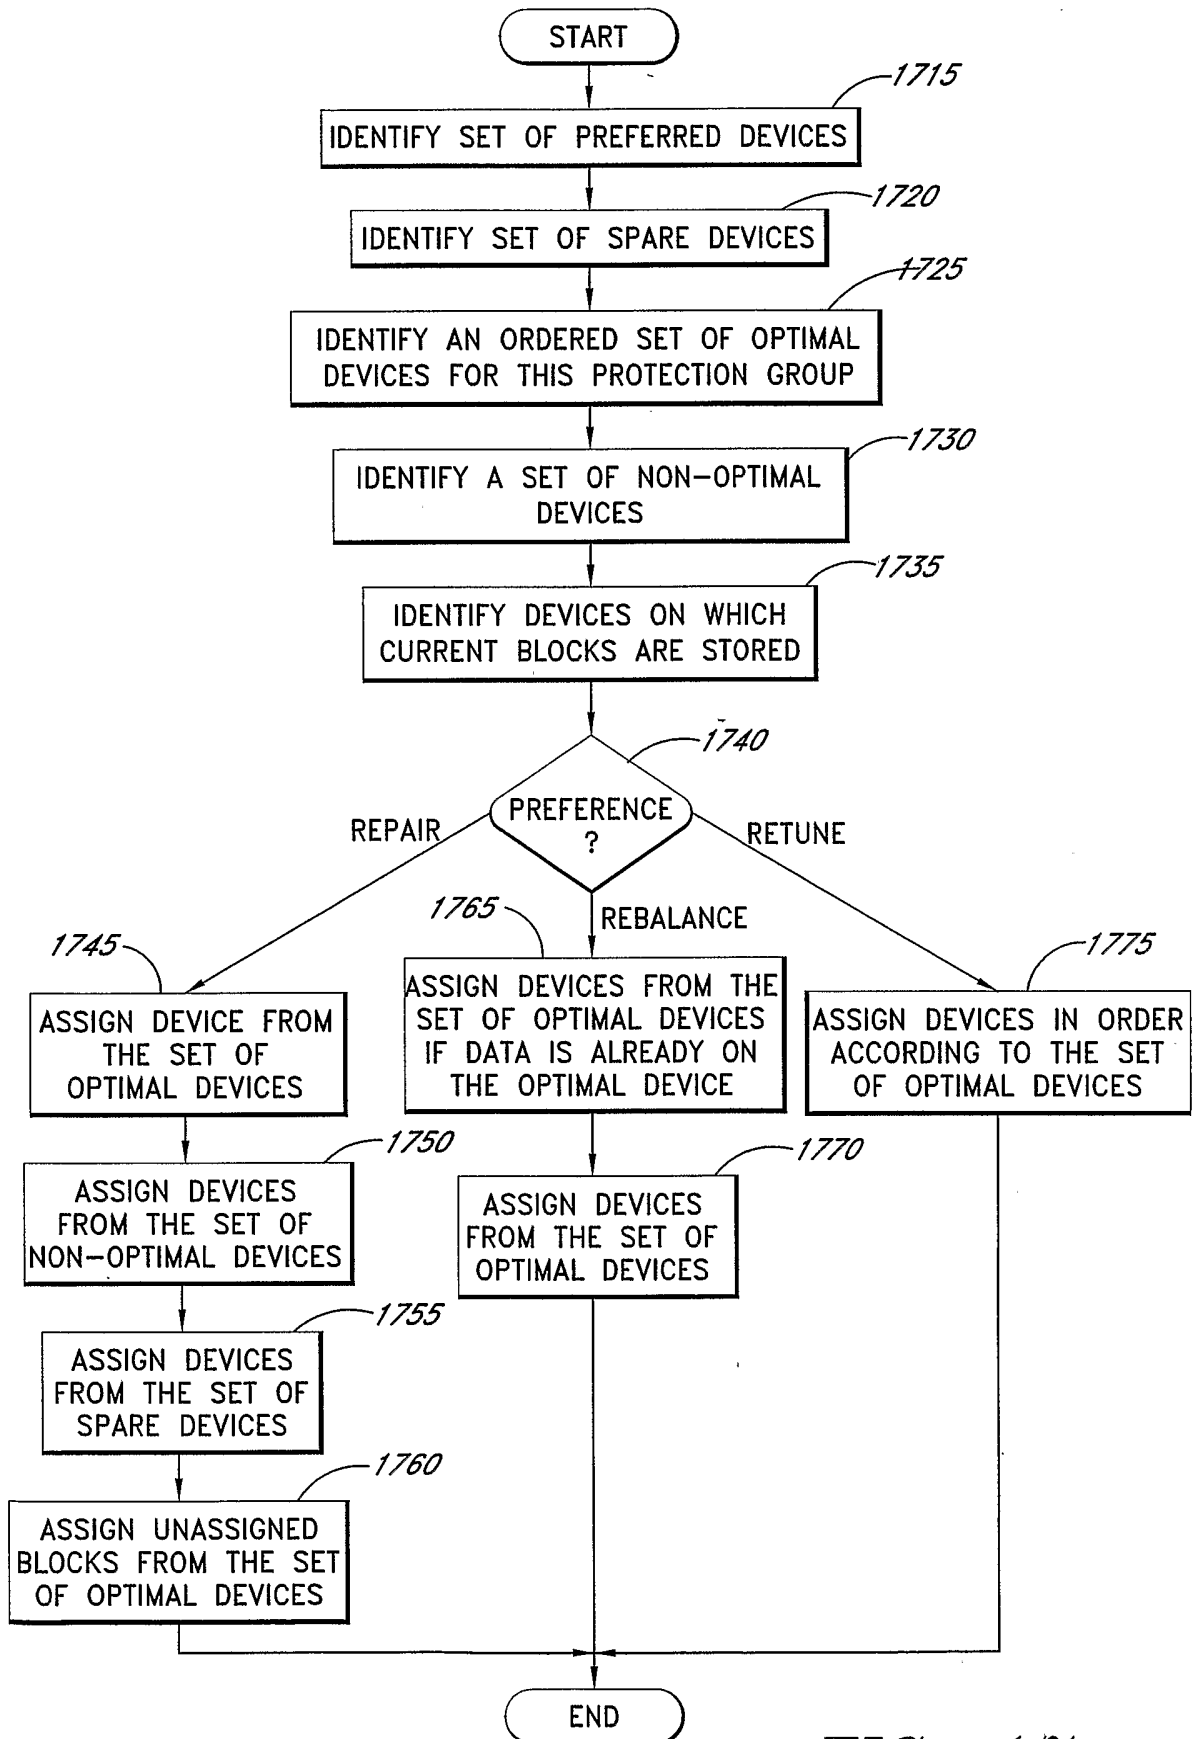 START
1715
IDENTIFY SET OF PREFERRED DEVICES
1720
IDENTIFY SET OF SPARE DEVICES
1725
IDENTIFY AN ORDERED SET OF OPTIMAL
DEVICES FOR THIS PROTECTION GROUP
1730
IDENTIFY A SET OF NON-OPTIMAL
DEVICES
1735
IDENTIFY DEVICES ON WHICH
CURRENT BLOCKS ARE STORED
1740
PREFERENCE
?
REPAIR
REBALANCE
RETUNE
1745
ASSIGN DEVICE FROM
THE SET OF
OPTIMAL DEVICES
1750
ASSIGN DEVICES
FROM THE SET OF
NON-OPTIMAL DEVICES
1755
ASSIGN DEVICES
FROM THE SET OF
SPARE DEVICES
1760
ASSIGN UNASSIGNED
BLOCKS FROM THE SET
OF OPTIMAL DEVICES
1765
ASSIGN DEVICES FROM THE
SET OF OPTIMAL DEVICES
IF DATA IS ALREADY ON
THE OPTIMAL DEVICE
1770
ASSIGN DEVICES
FROM THE SET OF
OPTIMAL DEVICES
1775
ASSIGN DEVICES IN ORDER
ACCORDING TO THE SET
OF OPTIMAL DEVICES
END